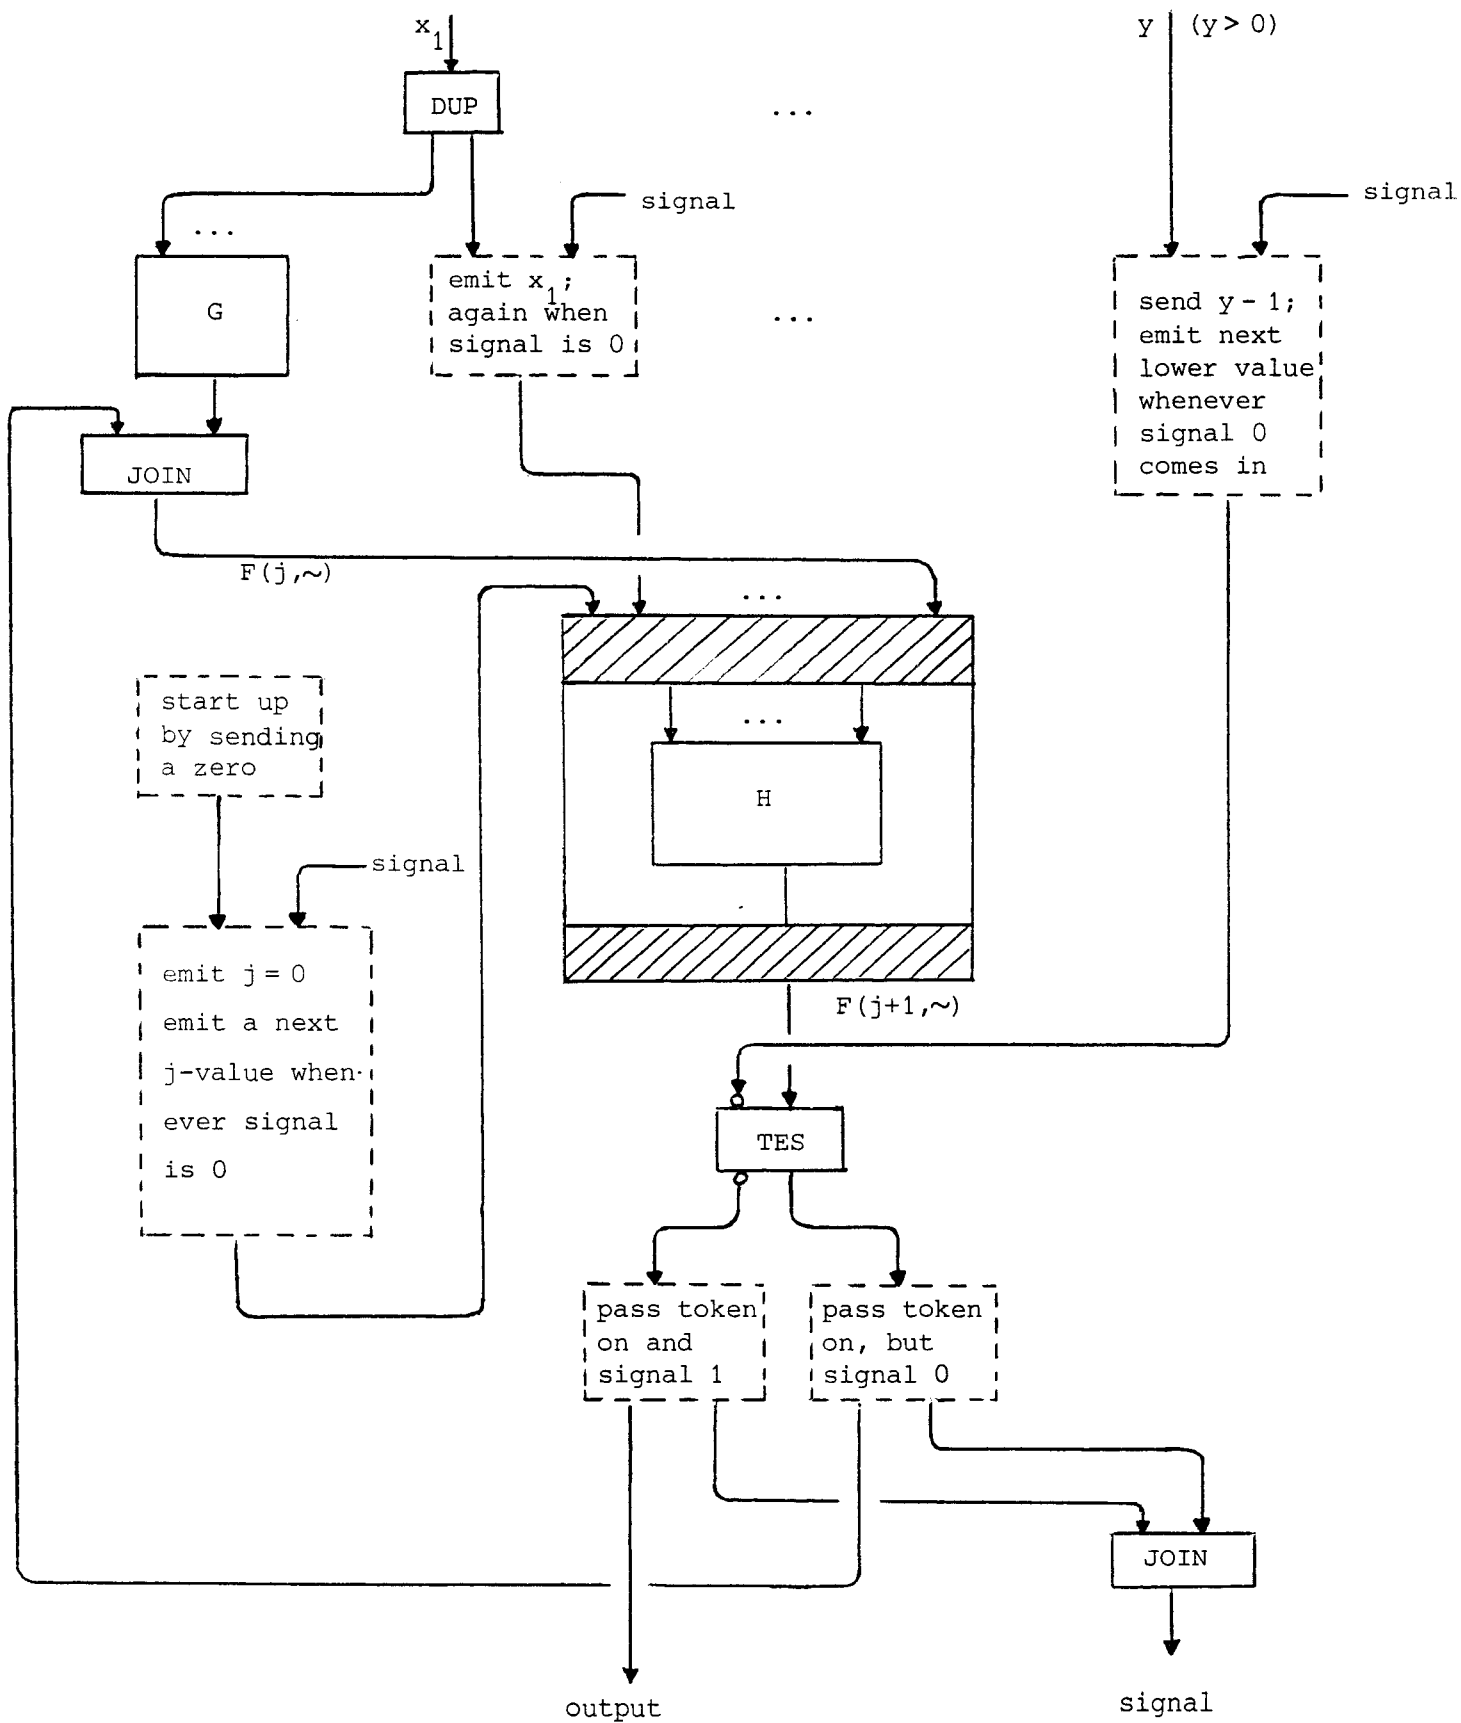 x1
y (y > 0)
DUP
...
signal
signal
...
G
emit x1;
again when
signal is 0
...
send y - 1;
emit next
lower value
whenever
signal 0
comes in
JOIN
F(j,~)
...
start up
by sending
a zero
...
H
signal
emit j = 0
emit a next
j-value when-
ever signal
is 0
F(j+1,~)
TES
pass token
on and
signal 1
pass token
on, but
signal 0
JOIN
output
signal